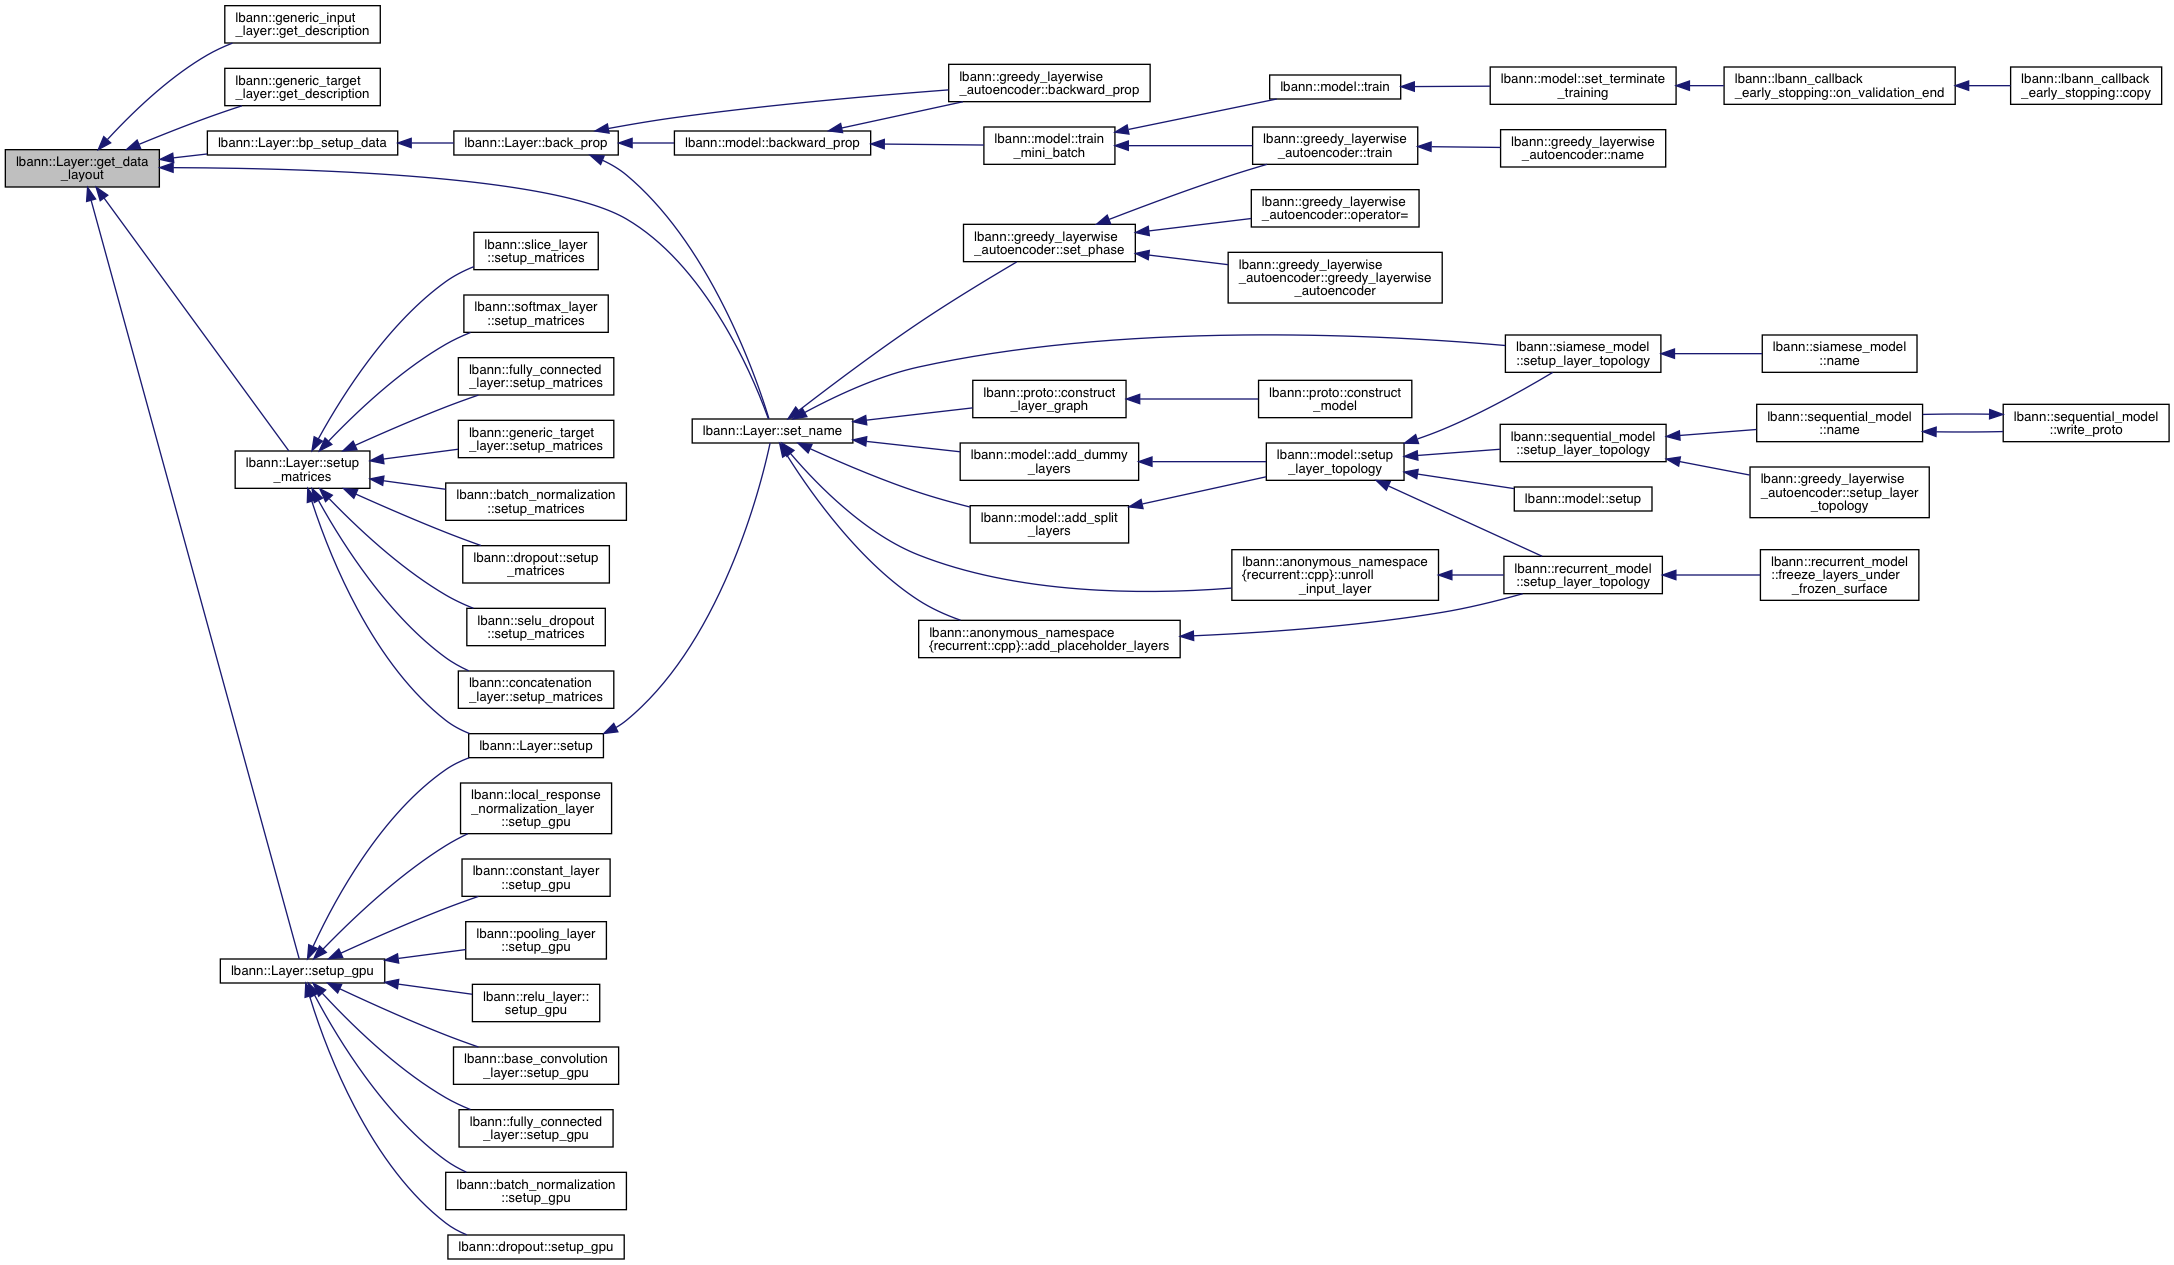 lbann::Layer::get_data
_layout
lbann::generic_input
_layer::get_description
lbann::generic_target
_layer::get_description
lbann::Layer::bp_setup_data
lbann::Layer::back_prop
lbann::greedy_layerwise
_autoencoder::backward_prop
lbann::model::backward_prop
lbann::model::train
_mini_batch
lbann::model::train
lbann::model::set_terminate
_training
lbann::lbann_callback
_early_stopping::on_validation_end
lbann::lbann_callback
_early_stopping::copy
lbann::greedy_layerwise
_autoencoder::train
lbann::greedy_layerwise
_autoencoder::name
lbann::greedy_layerwise
_autoencoder::set_phase
lbann::greedy_layerwise
_autoencoder::operator=
lbann::greedy_layerwise
_autoencoder::greedy_layerwise
_autoencoder
lbann::Layer::set_name
lbann::siamese_model
::setup_layer_topology
lbann::siamese_model
::name
lbann::proto::construct
_layer_graph
lbann::proto::construct
_model
lbann::model::add_dummy
_layers
lbann::model::setup
_layer_topology
lbann::sequential_model
::setup_layer_topology
lbann::sequential_model
::name
lbann::sequential_model
::write_proto
lbann::greedy_layerwise
_autoencoder::setup_layer
_topology
lbann::model::setup
lbann::model::add_split
_layers
lbann::anonymous_namespace
{recurrent::cpp}::unroll
_input_layer
lbann::recurrent_model
::setup_layer_topology
lbann::recurrent_model
::freeze_layers_under
_frozen_surface
lbann::anonymous_namespace
{recurrent::cpp}::add_placeholder_layers
lbann::Layer::setup
_matrices
lbann::slice_layer
::setup_matrices
lbann::softmax_layer
::setup_matrices
lbann::fully_connected
_layer::setup_matrices
lbann::generic_target
_layer::setup_matrices
lbann::batch_normalization
::setup_matrices
lbann::dropout::setup
_matrices
lbann::selu_dropout
::setup_matrices
lbann::concatenation
_layer::setup_matrices
lbann::Layer::setup
lbann::Layer::setup_gpu
lbann::local_response
_normalization_layer
::setup_gpu
lbann::constant_layer
::setup_gpu
lbann::pooling_layer
::setup_gpu
lbann::relu_layer::
setup_gpu
lbann::base_convolution
_layer::setup_gpu
lbann::fully_connected
_layer::setup_gpu
lbann::batch_normalization
::setup_gpu
lbann::dropout::setup_gpu